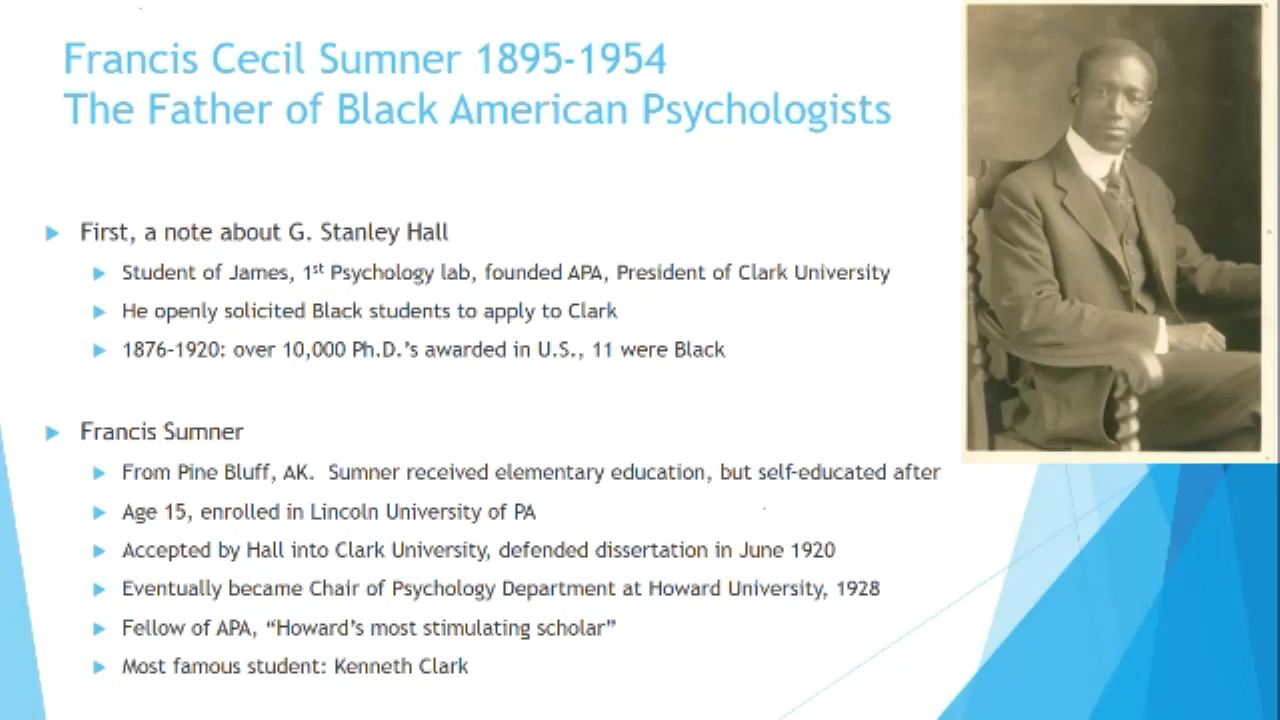 Francis Cecil Sumner 1895-1954
The Father of Black American Psychologists
First, a note about G. Stanley Hall
Student of James, 1st Psychology lab, founded APA, President of Clark University
He openly solicited Black students to apply to Clark
1876-1920: over 10,000 Ph.D.'s awarded in U.S., 11 were Black
Francis Sumner
From Pine Bluff, AK.  Sumner received elementary education, but self-educated after
Age 15, enrolled in Lincoln University of PA
Accepted by Hall into Clark University, defended dissertation in June 1920
Eventually became Chair of Psychology Department at Howard University, 1928
Fellow of APA, “Howard’s most stimulating scholar”
Most famous student: Kenneth Clark